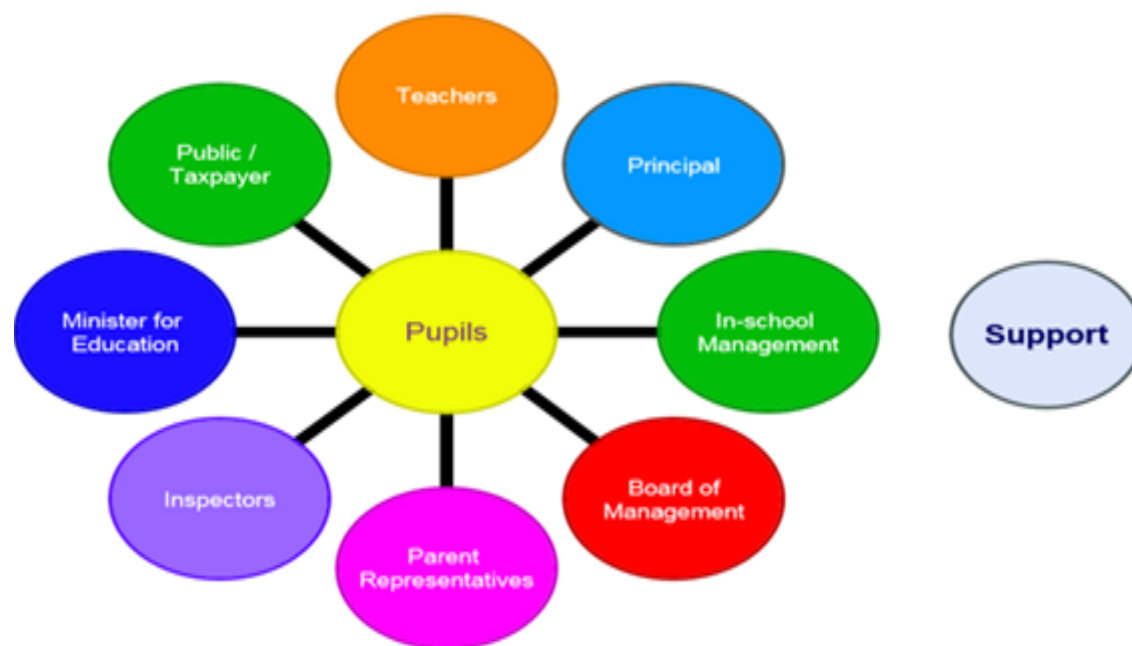 Teachers
Public /
Taxpayer
Principal
Minister for
Education
Pupils
In-school
Management
Support
Inspectors
Board of
Management
Parent
Representatives